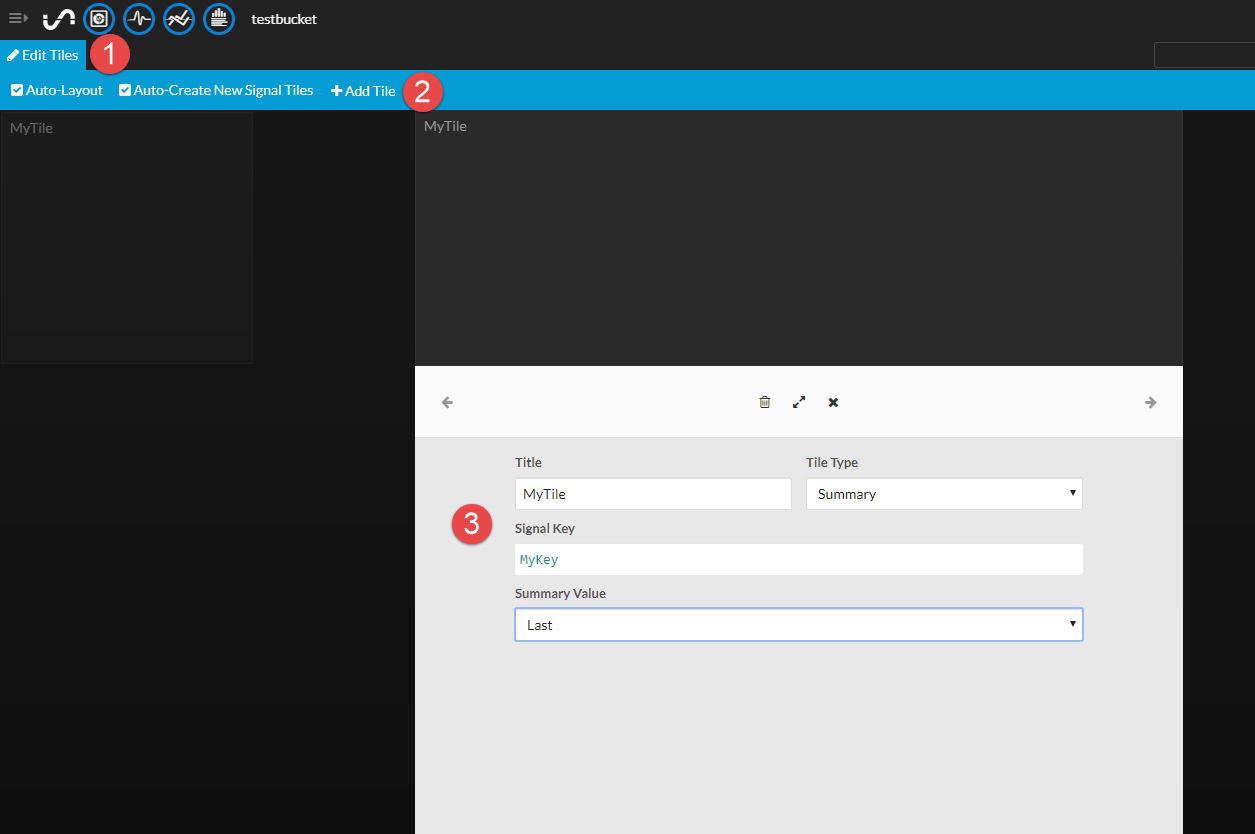 testbucket
Edit Tiles 1
Auto-Layout Auto-Create New Signal Tiles Add Tile 2
MyTile MyTile
Title Tile Type
MyTile Summary
3
Signal Key
MyKey
Summary Value
Last